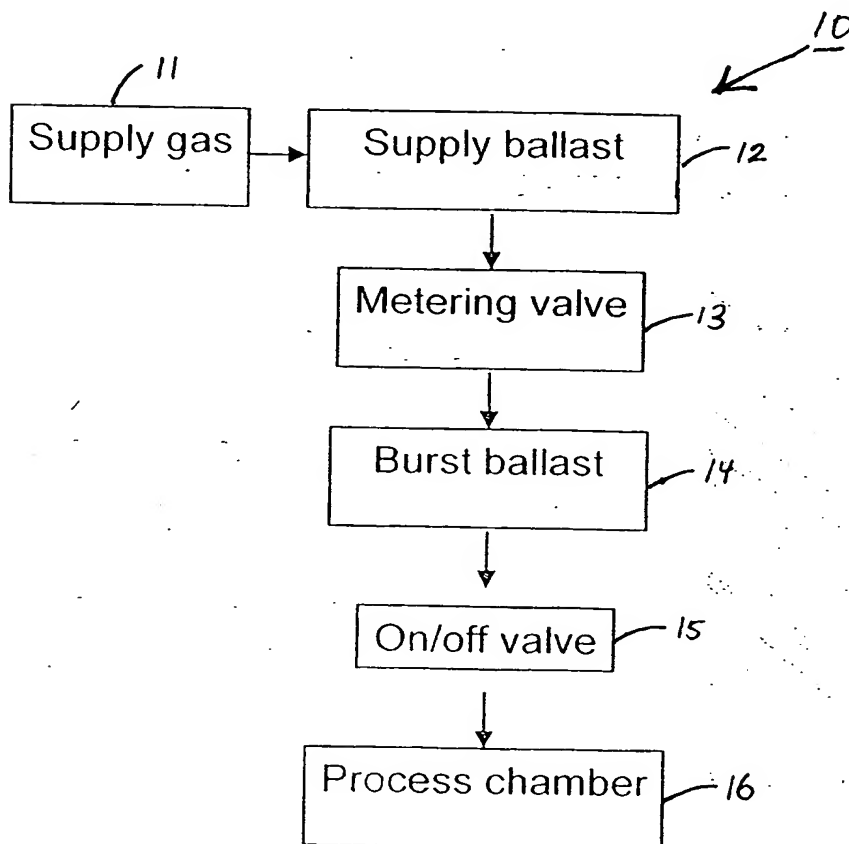 10
11
Supply gas
Supply ballast
12
Metering valve
13
Burst ballast
14
On/off valve
15
Process chamber
16